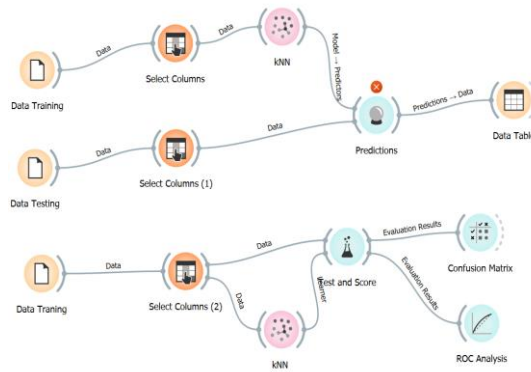 Data
Data
Select Columns
kNN
Model → Predictors
Data Training
Predictions → Data
Data Table
Data
Data
Predictions
Select Columns (1)
Data Testing
Evaluation Results
Data
Confusion Matrix
Data
Test and Score
Select Columns (2)
Data Traning
Data
Learner
Evaluation Results
kNN
ROC Analysis